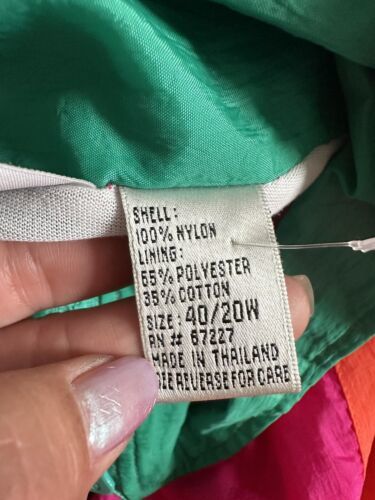 SHELL:
100% NYLON
LINING:
65% POLYESTER
35% COTTON
SIZE: 40/20W
RN# 67227
MADE IN THAILAND
SEE REVERSE FOR CARE